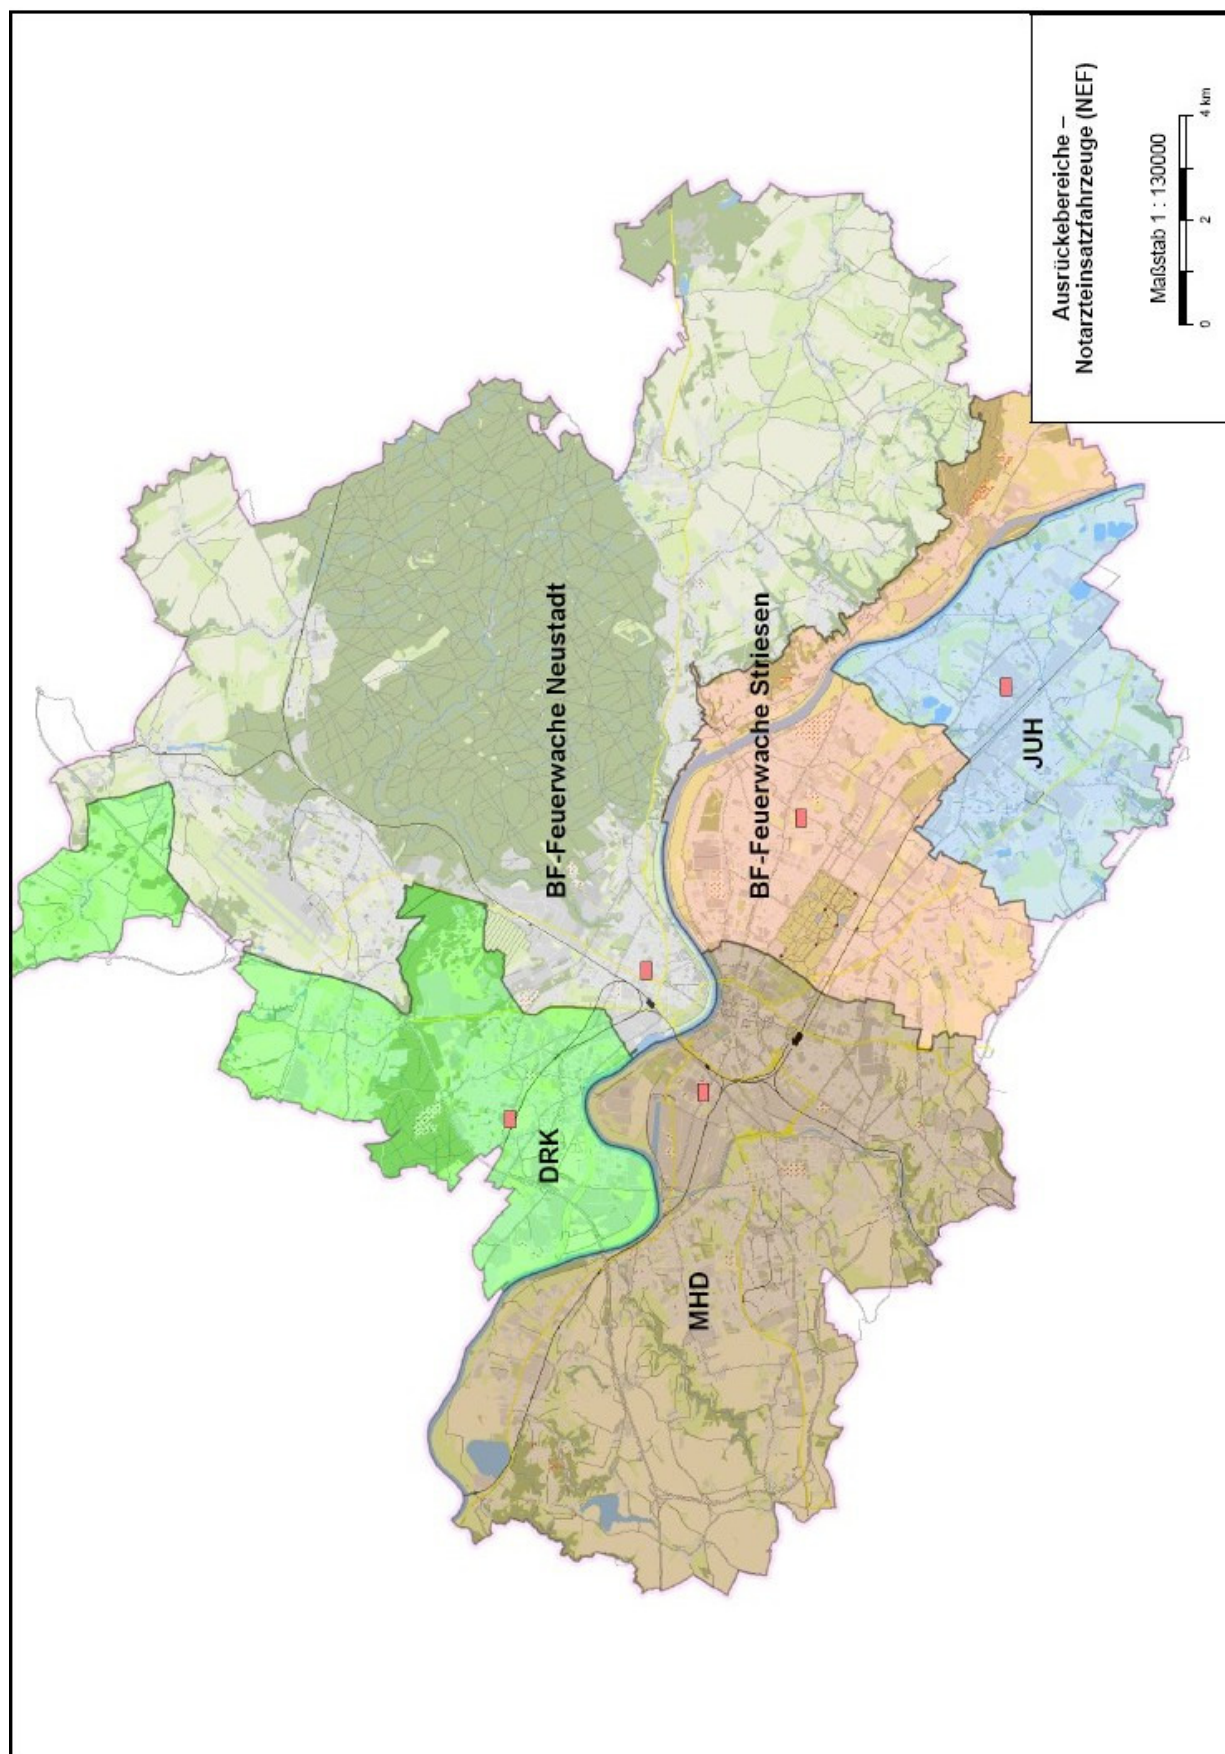 Ausrückebereiche –
Notarzteinsatzfahrzeuge (NEF)
Maßstab 1 : 130000
0 2 4 km
BF-Feuerwache Neustadt
BF-Feuerwache Striesen
DRK
MHD
JUH